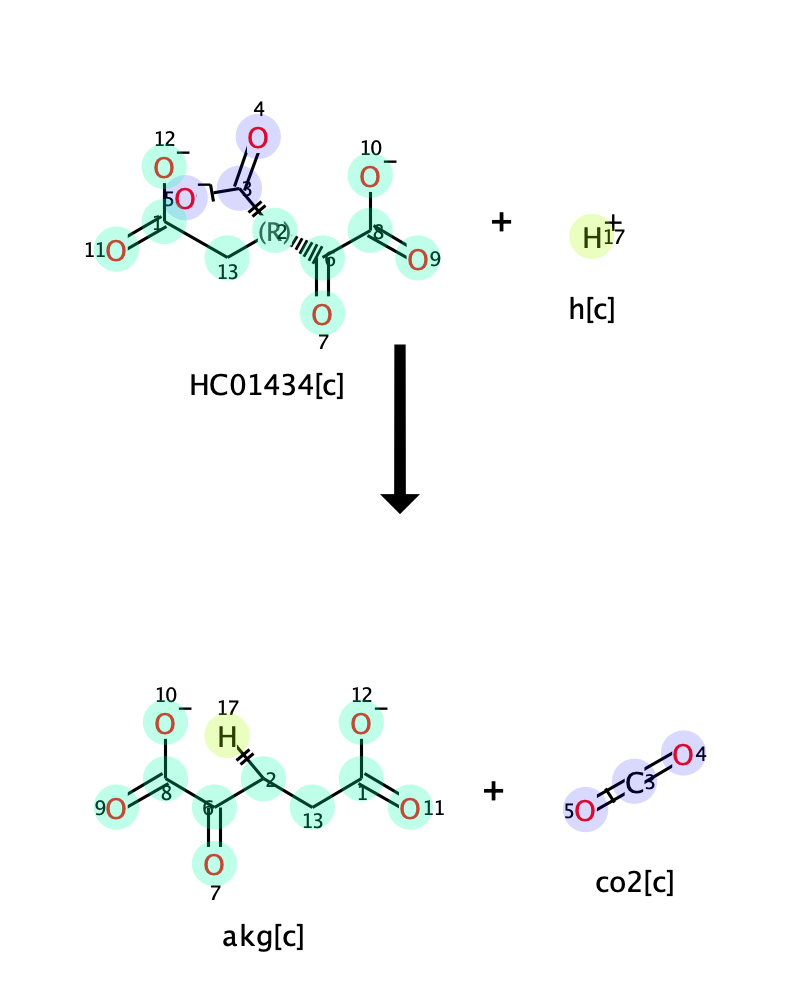 4
12 O 10
O − O −
3
5 O − + +
1 (R) 2 H 17
11 O 8
6 O 9
13 h[c]
O
7
HC01434[c]
10 17 12
O − H O −
O 4
2 + C 3
8 1
9 O 6 13 O 11 5 O
O co2[c]
7
akg[c]